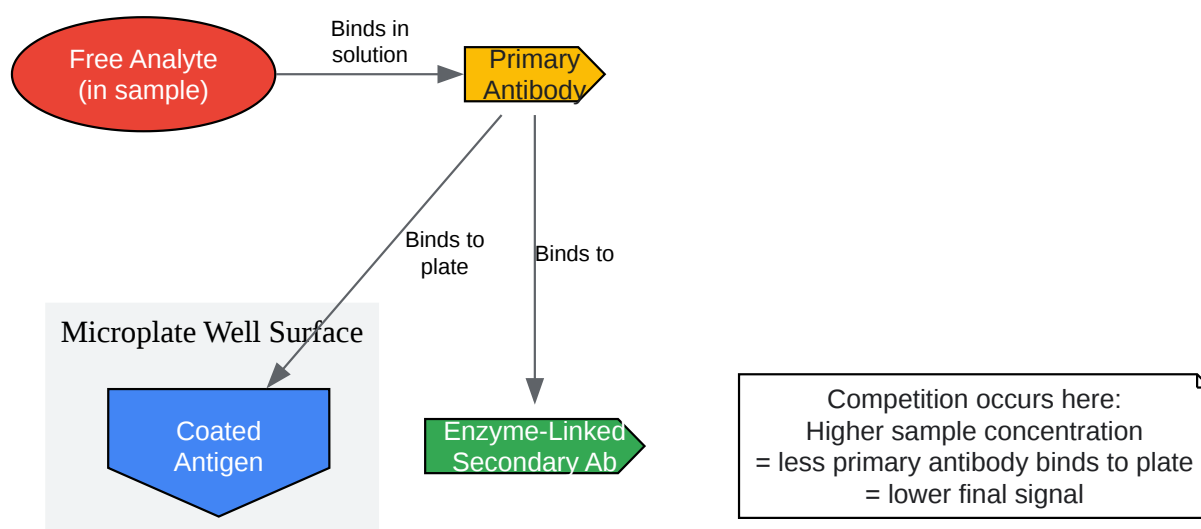 Free Analyte
(in sample)
Binds in
solution
Primary
Antibody
Binds to
plate
Binds to
Microplate Well Surface
Coated
Antigen
Enzyme-Linked
Secondary Ab
Competition occurs here:
Higher sample concentration
= less primary antibody binds to plate
= lower final signal